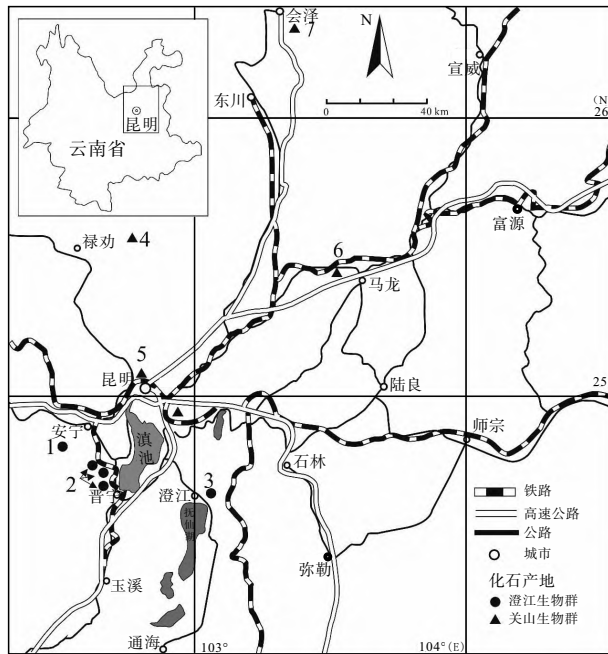 会泽
7
N
宣威
(N)
东川
0
40 km
26
昆明
云南省
富源
禄劝
4
6
马龙
5
昆明
25
陆良
安宁
滇池
师宗
1
石林
2
晋宁
澄江
3
抚仙湖
铁路
高速公路
公路
城市
弥勒
化石产地
玉溪
澄江生物群
关山生物群
通海
103°
104°(E)